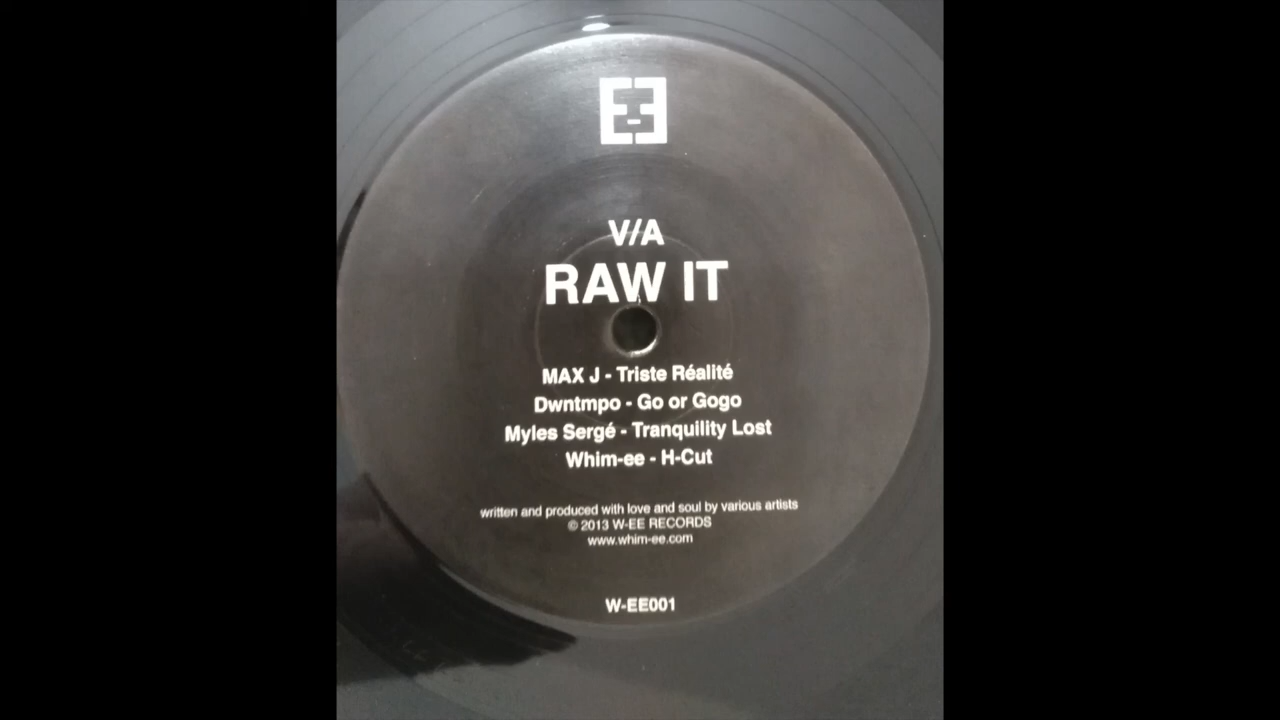 V/A
RAW IT
MAX J - Triste Réalité
Dwntmpo - Go or Gogo
Myles Sergé - Tranquility Lost
Whim-ee - H-Cut
written and produced with love and soul by various artists
© 2013 W-EE RECORDS
www.whim-ee.com
W-EE001